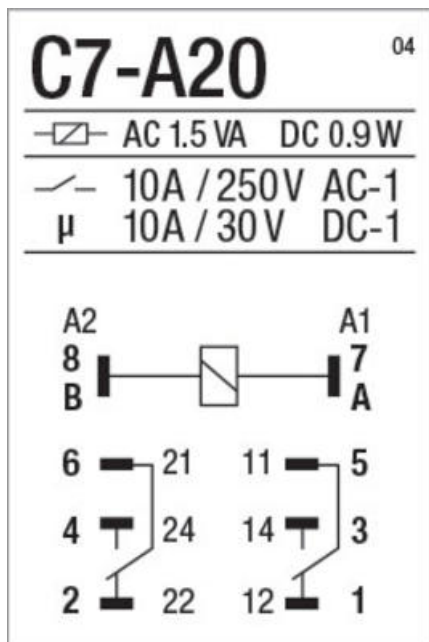 C7-A20 04
AC 1.5 VA DC 0.9 W
10A / 250V AC-1
µ 10A / 30V DC-1
A2 A1
8 7
B A
6 21 11 5
4 24 14 3
2 22 12 1